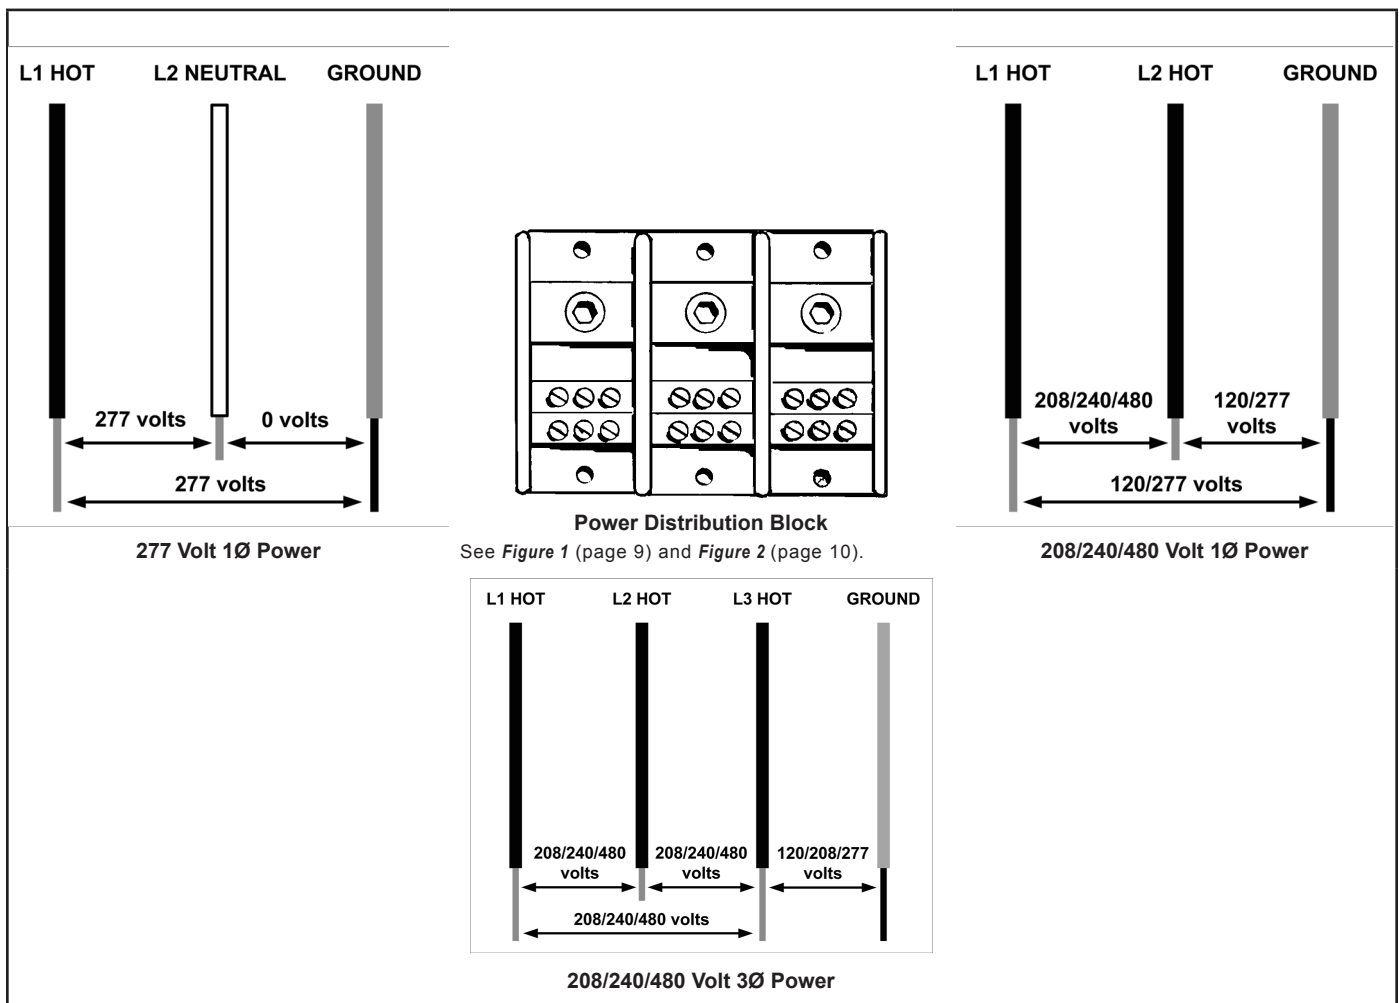 L1 HOT L2 NEUTRAL GROUND
277 volts 0 volts
277 volts
277 Volt 1Ø Power
Power Distribution Block
See Figure 1 (page 9) and Figure 2 (page 10).
L1 HOT L2 HOT GROUND
208/240/480 volts
120/277 volts
120/277 volts
208/240/480 Volt 1Ø Power
L1 HOT L2 HOT L3 HOT GROUND
208/240/480 208/240/480 120/208/277
volts volts volts
208/240/480 volts
208/240/480 Volt 3Ø Power